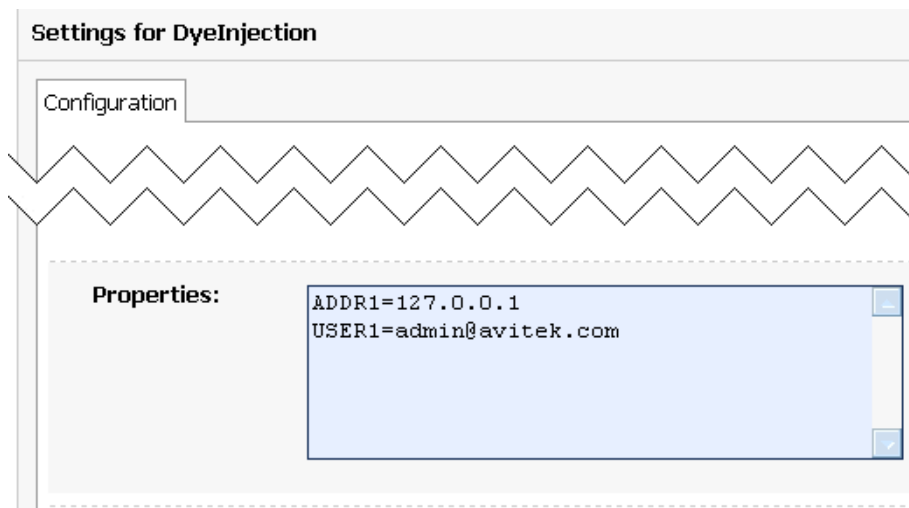 Settings for DyeInjection
Configuration
Properties:
ADDR1=127.0.0.1
USER1=admin@avitek.com